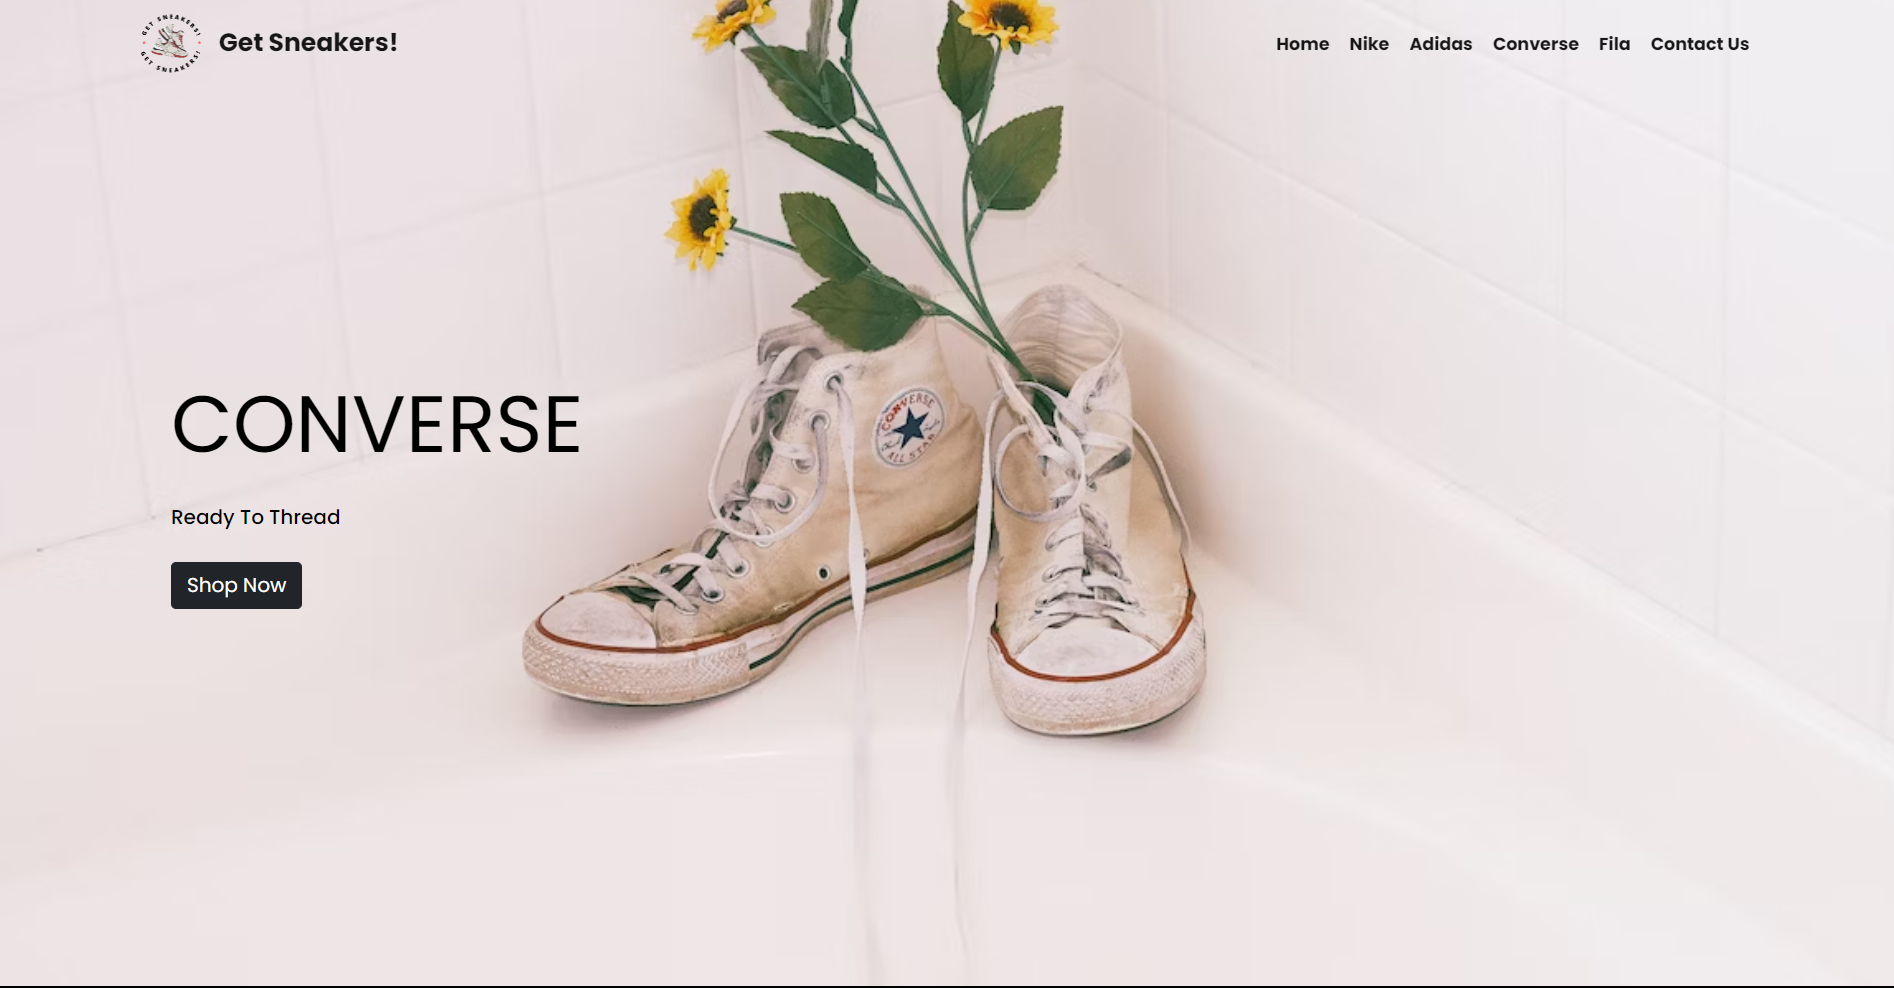 GET SNEAKERS!
GET SNEAKERS!
Get Sneakers!
Home Nike Adidas Converse Fila Contact Us
CONVERSE
ALL STAR
CONVERSE
Ready To Thread
Shop Now